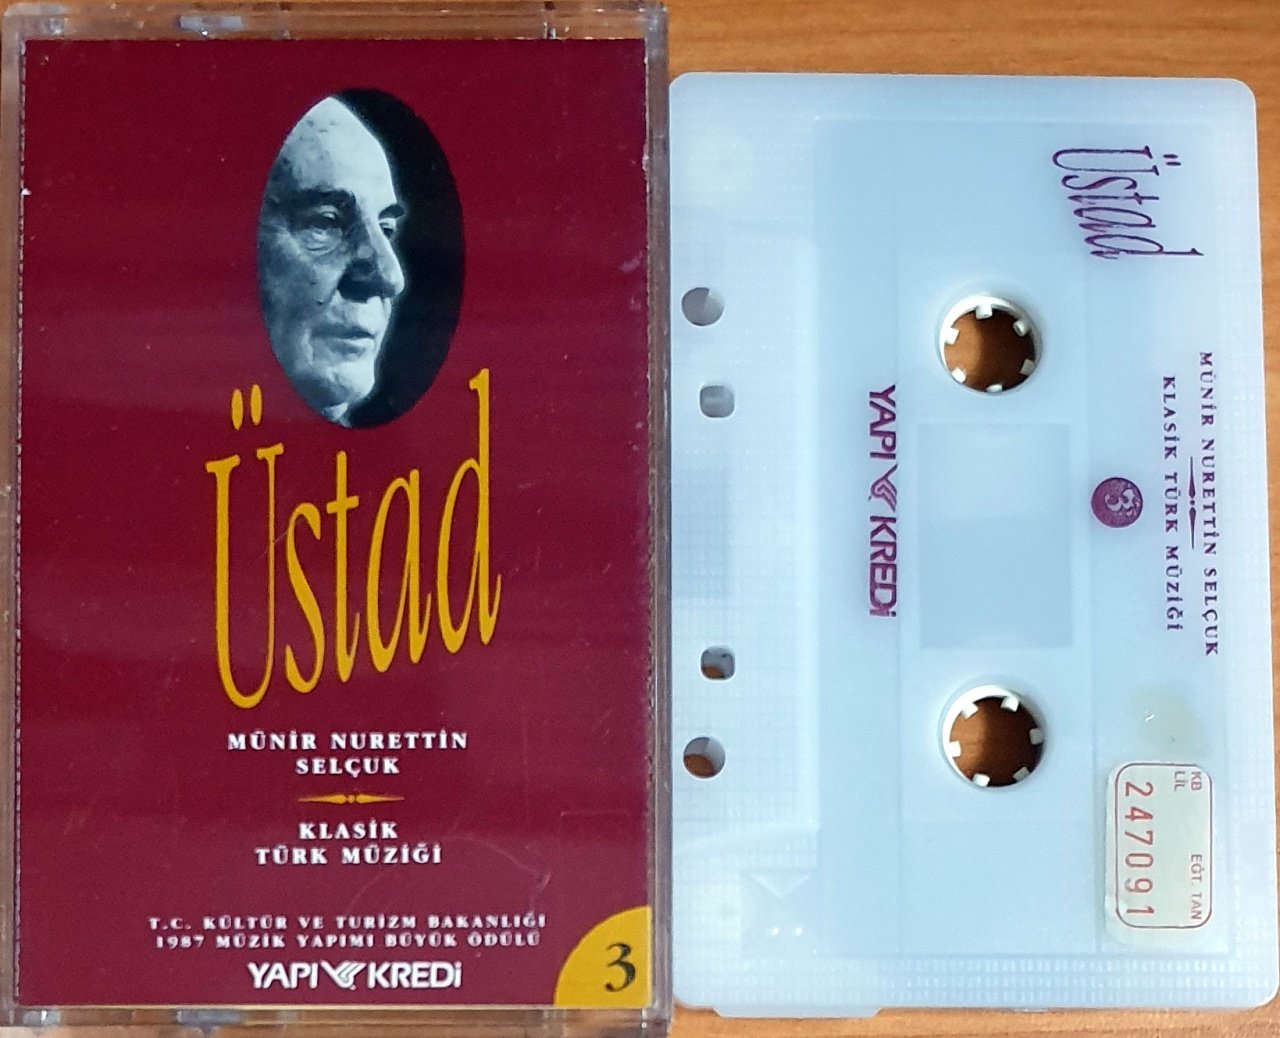 Üstad
MÜNİR NURETTİN
SELÇUK
KLASİK
TÜRK MÜZİĞİ
T.C. KÜLTÜR VE TURİZM BAKANLIĞI
1987 MÜZİK YAPIMI BÜYÜK ÖDÜLÜ
YAPI KREDİ
3
Üstad
MÜNİR NURETTİN SELÇUK
KLASİK TÜRK MÜZİĞİ
3
YAPI KREDİ
KB EĞT. TAN
LİL
247091